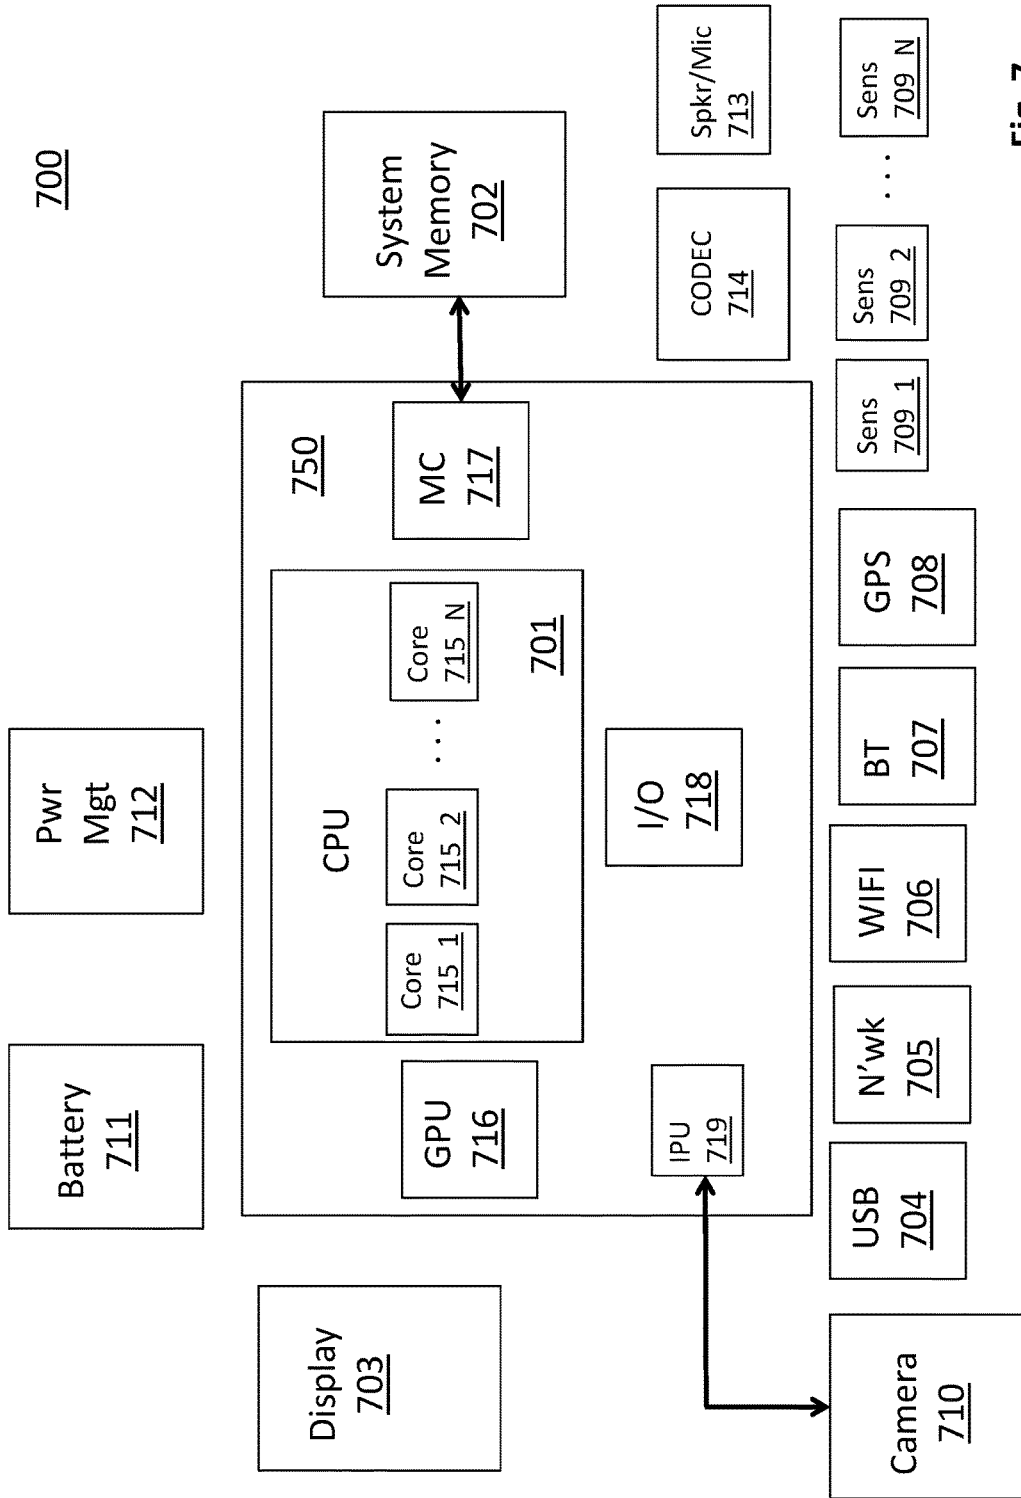 700
Battery
711
Pwr
Mgt
712
Display
703
GPU
716
CPU
Core
715_1
Core
715_2
. . .
Core
715_N
701
750
MC
717
System
Memory
702
IPU
719
I/O
718
CODEC
714
Spkr/Mic
713
Camera
710
USB
704
N'wk
705
WIFI
706
BT
707
GPS
708
Sens
709_1
Sens
709_2
. . .
Sens
709_N
Fig. 7